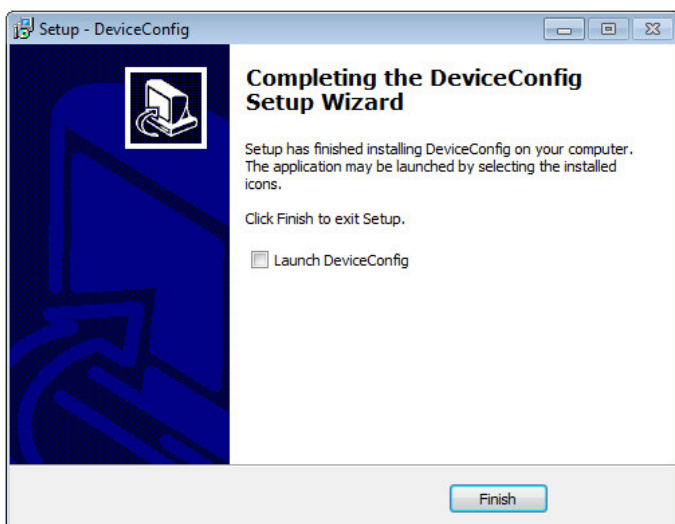 Setup - DeviceConfig
Completing the DeviceConfig
Setup Wizard
Setup has finished installing DeviceConfig on your computer.
The application may be launched by selecting the installed
icons.
Click Finish to exit Setup.
Launch DeviceConfig
Finish